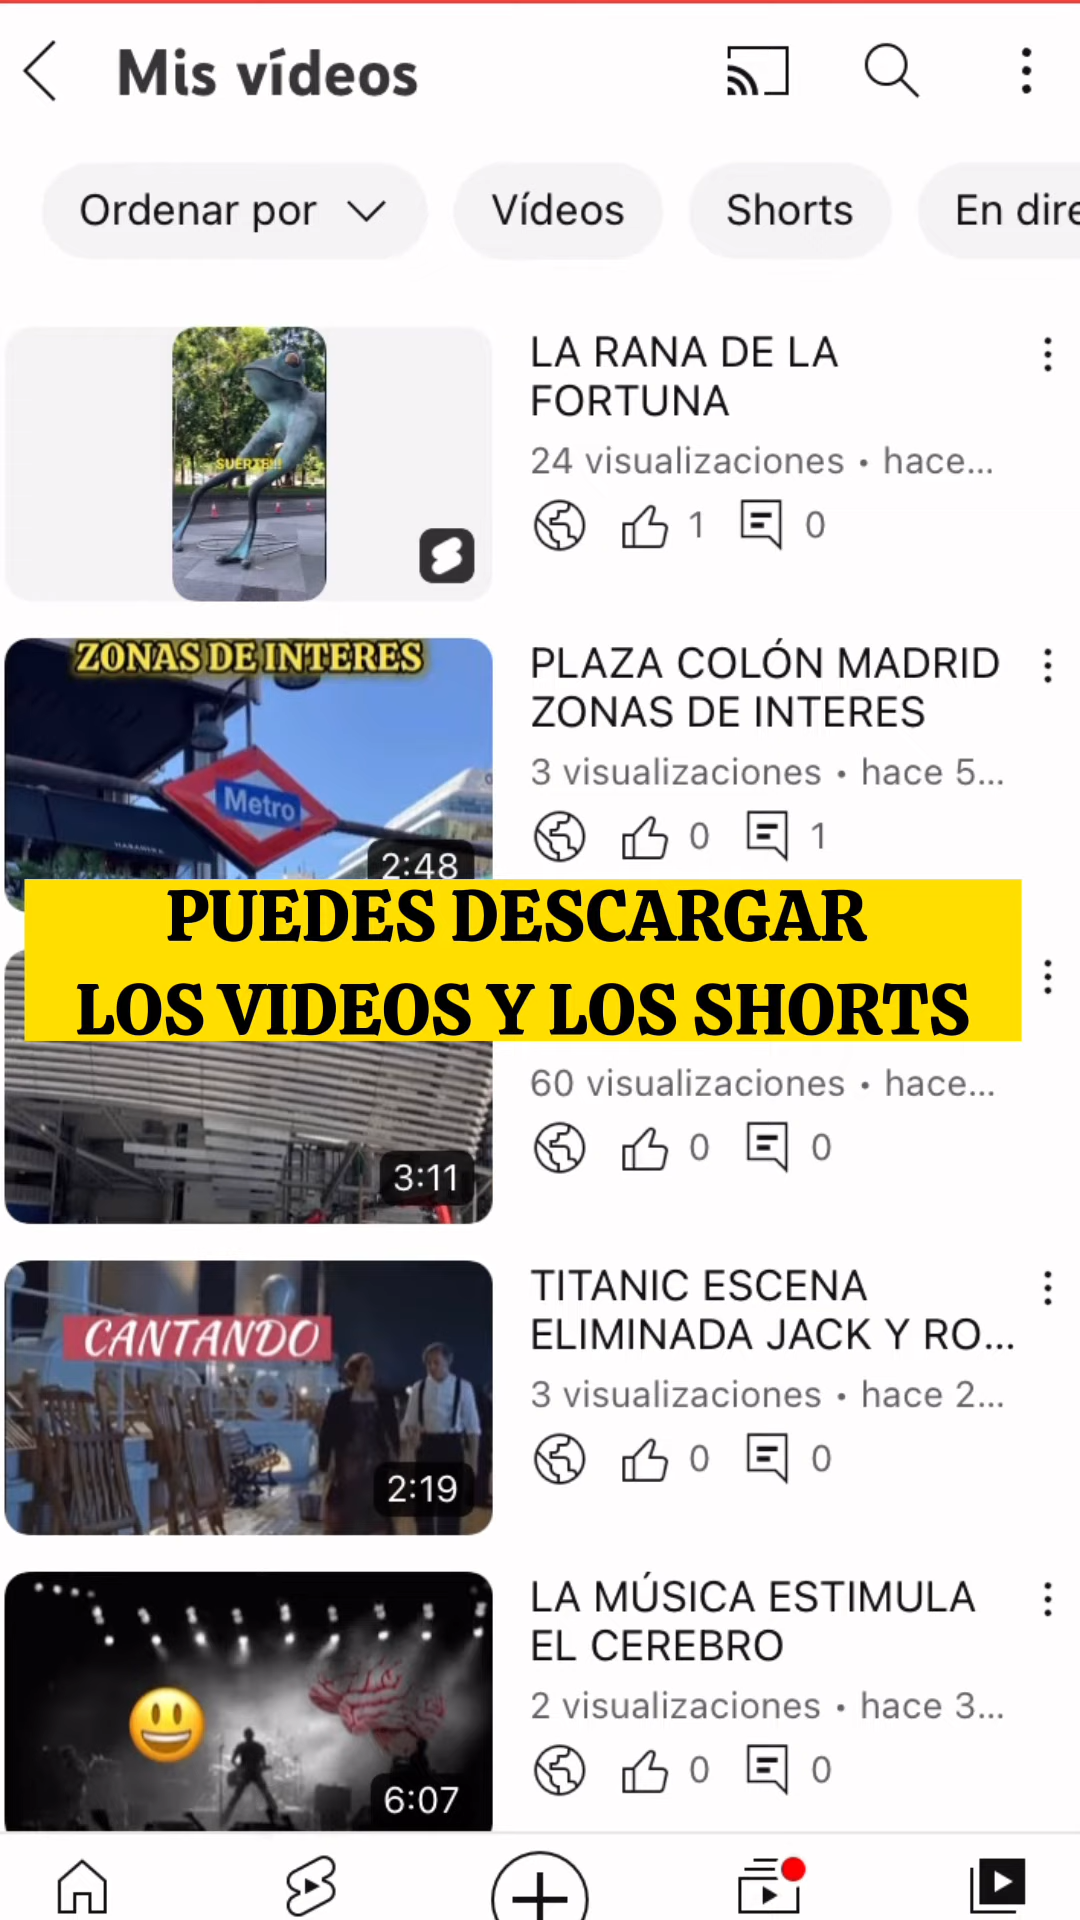 Mis vídeos
Ordenar por
Vídeos
Shorts
En dire
SUERTE!!!
LA RANA DE LA
FORTUNA
24 visualizaciones • hace...
1
0
ZONAS DE INTERES
Metro
2:48
PLAZA COLÓN MADRID
ZONAS DE INTERES
3 visualizaciones • hace 5...
0
1
PUEDES DESCARGAR
LOS VIDEOS Y LOS SHORTS
3:11
60 visualizaciones • hace...
0
0
CANTANDO
2:19
TITANIC ESCENA
ELIMINADA JACK Y RO...
3 visualizaciones • hace 2...
0
0
6:07
LA MÚSICA ESTIMULA
EL CEREBRO
2 visualizaciones • hace 3...
0
0